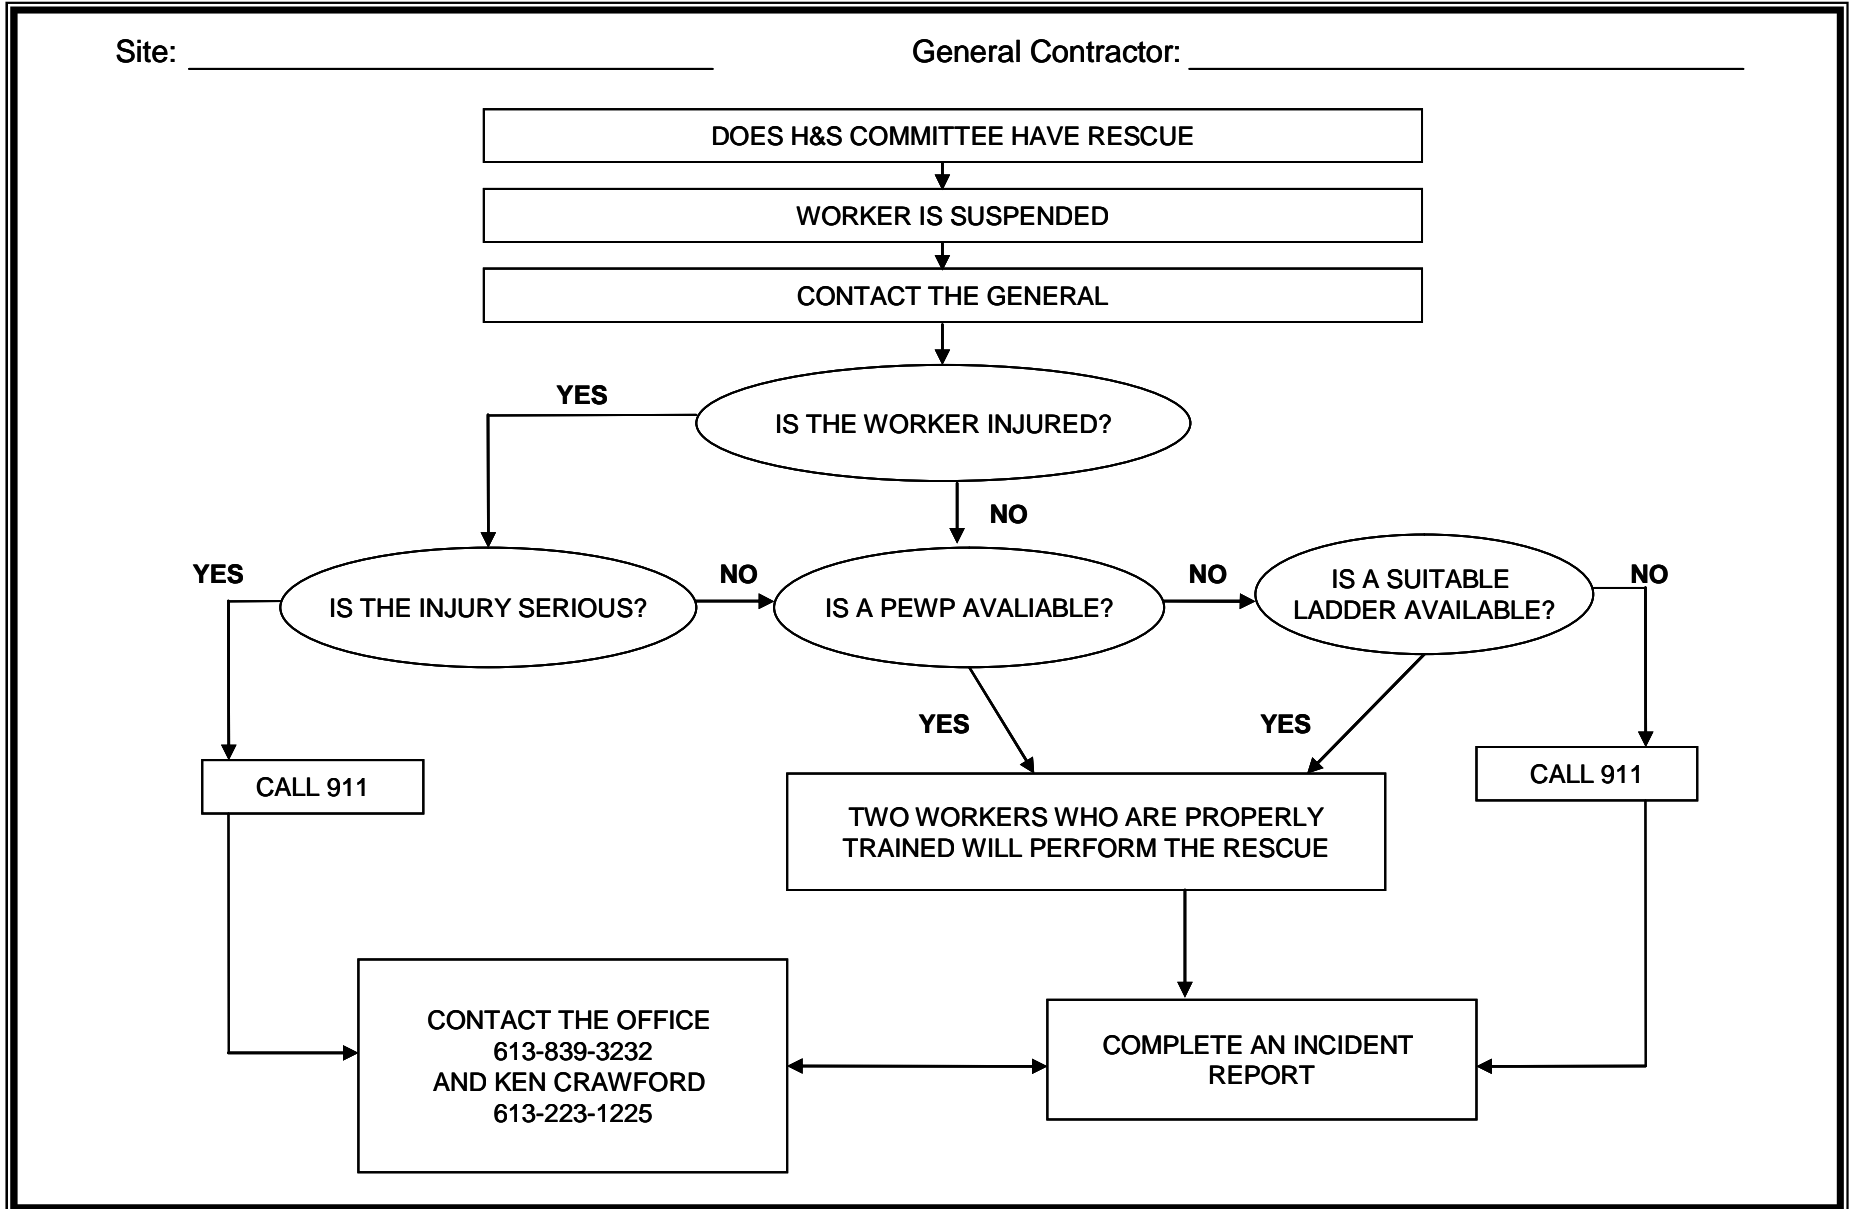 Site:
General Contractor:
DOES H&S COMMITTEE HAVE RESCUE
WORKER IS SUSPENDED
CONTACT THE GENERAL
YES
IS THE WORKER INJURED?
NO
YES
IS THE INJURY SERIOUS?
NO
IS A PEWP AVALIABLE?
NO
IS A SUITABLE
LADDER AVAILABLE?
NO
YES
YES
CALL 911
CALL 911
TWO WORKERS WHO ARE PROPERLY
TRAINED WILL PERFORM THE RESCUE
CONTACT THE OFFICE
613-839-3232
AND KEN CRAWFORD
613-223-1225
COMPLETE AN INCIDENT
REPORT